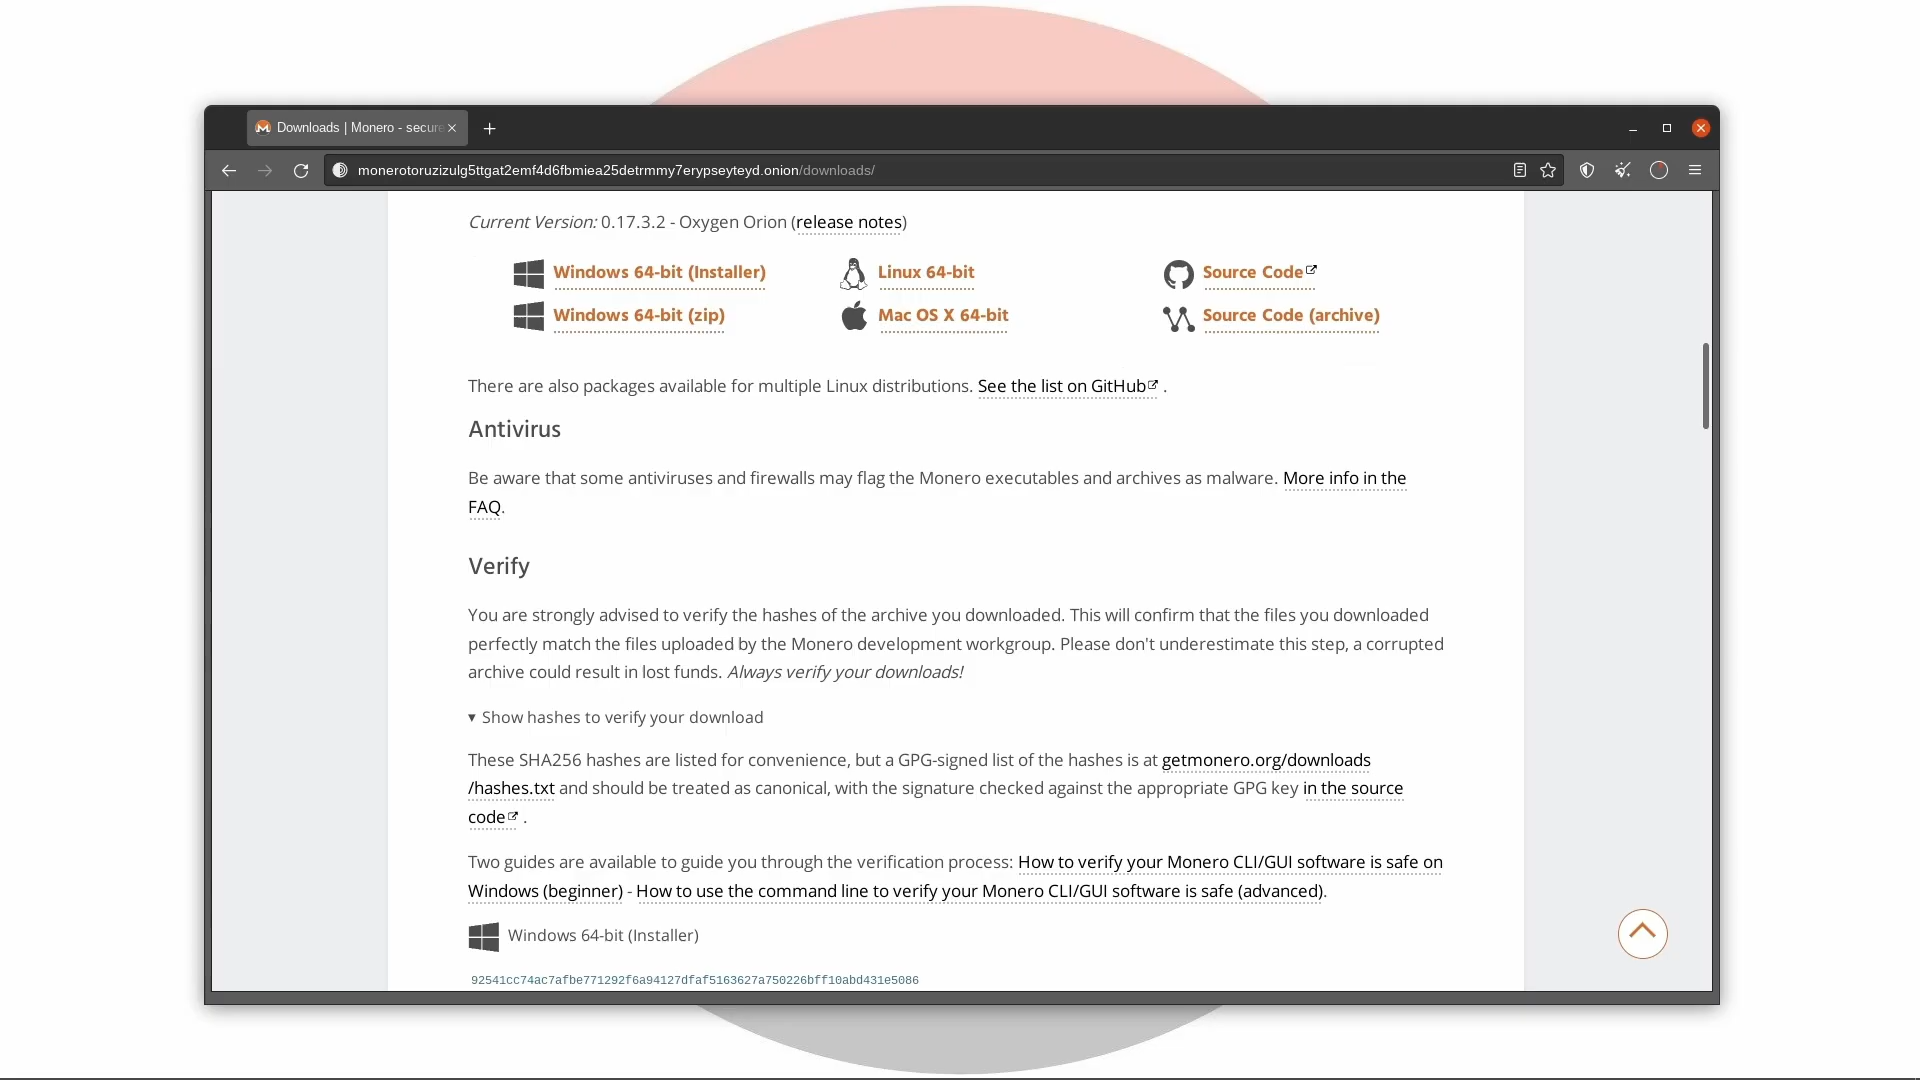 Downloads | Monero - secure
monerotoruzizulg5ttgat2emf4d6fbmiea25detrmmy7erypseyteyd.onion/downloads/
Current Version: 0.17.3.2 - Oxygen Orion (release notes)
Windows 64-bit (Installer)
Linux 64-bit
Source Code
Windows 64-bit (zip)
Mac OS X 64-bit
Source Code (archive)
There are also packages available for multiple Linux distributions. See the list on GitHub .
Antivirus
Be aware that some antiviruses and firewalls may flag the Monero executables and archives as malware. More info in the
FAQ.
Verify
You are strongly advised to verify the hashes of the archive you downloaded. This will confirm that the files you downloaded
perfectly match the files uploaded by the Monero development workgroup. Please don't underestimate this step, a corrupted
archive could result in lost funds. Always verify your downloads!
▾ Show hashes to verify your download
These SHA256 hashes are listed for convenience, but a GPG-signed list of the hashes is at getmonero.org/downloads
/hashes.txt and should be treated as canonical, with the signature checked against the appropriate GPG key in the source
code .
Two guides are available to guide you through the verification process: How to verify your Monero CLI/GUI software is safe on
Windows (beginner) - How to use the command line to verify your Monero CLI/GUI software is safe (advanced).
Windows 64-bit (Installer)
92541cc74ac7afbe771292f6a94127dfaf5163627a750226bff10abd431e5086